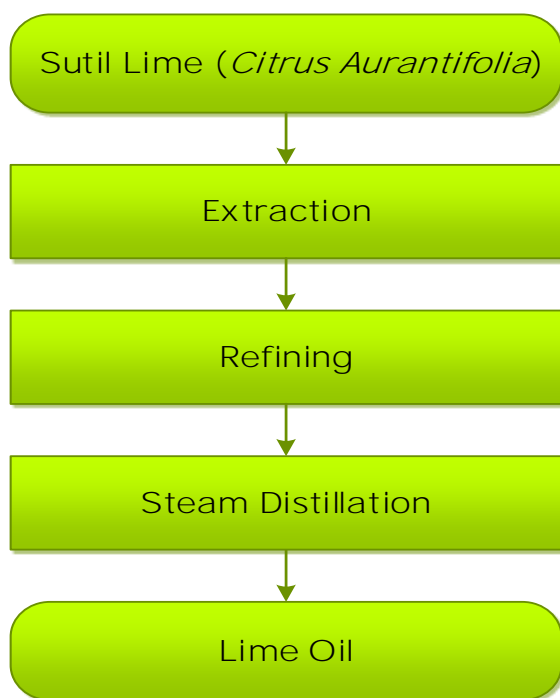 Sutil Lime (Citrus Aurantifolia)
Extraction
Refining
Steam Distillation
Lime Oil